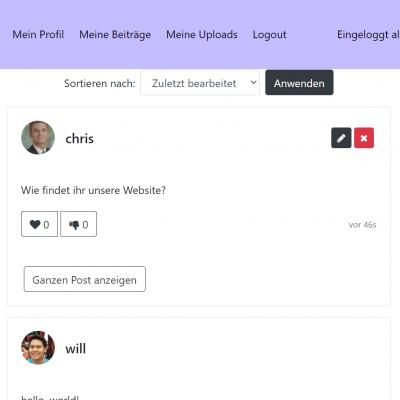 Mein Profil Meine Beiträge Meine Uploads Logout Eingeloggt al
Sortieren nach: Zuletzt bearbeitet Anwenden
chris
Wie findet ihr unsere Website?
0 0 vor 46s
Ganzen Post anzeigen
will
hello, world!